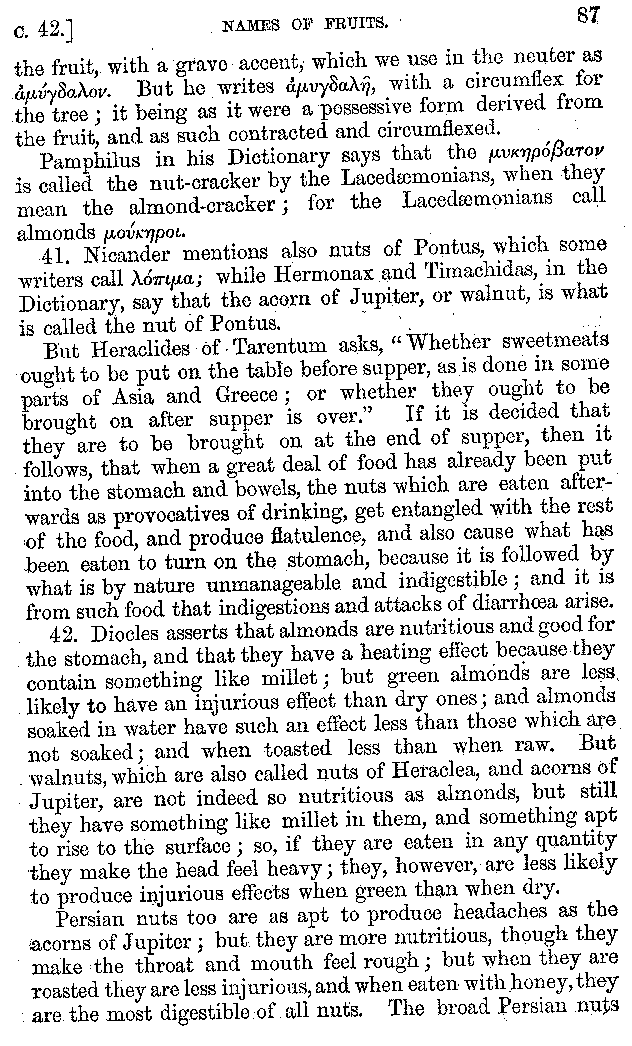 C. 42.] NAMES OF FRUITS. 87
the fruit, with a grave accent, which we use in the neuter as
ἀμύγδαλον. But he writes ἀμυγδαλῆ, with a circumflex for
the tree; it being as it were a possessive form derived from
the fruit, and as such contracted and circumflexed.
Pamphilus in his Dictionary says that the μυκηρόβατον
is called the nut-cracker by the Lacedæmonians, when they
mean the almond-cracker; for the Lacedæmonians call
almonds μούκηροι.
41. Nicander mentions also nuts of Pontus, which some
writers call λόπιμα; while Hermonax and Timachidas, in the
Dictionary, say that the acorn of Jupiter, or walnut, is what
is called the nut of Pontus.
But Heraclides of Tarentum asks, "Whether sweetmeats
ought to be put on the table before supper, as is done in some
parts of Asia and Greece; or whether they ought to be
brought on after supper is over." If it is decided that
they are to be brought on at the end of supper, then it
follows, that when a great deal of food has already been put
into the stomach and bowels, the nuts which are eaten after-
wards as provocatives of drinking, get entangled with the rest
of the food, and produce flatulence, and also cause what has
been eaten to turn on the stomach, because it is followed by
what is by nature unmanageable and indigestible; and it is
from such food that indigestions and attacks of diarrhœa arise.
42. Diocles asserts that almonds are nutritious and good for
the stomach, and that they have a heating effect because they
contain something like millet; but green almonds are less
likely to have an injurious effect than dry ones; and almonds
soaked in water have such an effect less than those which are
not soaked; and when toasted less than when raw. But
walnuts, which are also called nuts of Heraclea, and acorns of
Jupiter, are not indeed so nutritious as almonds, but still
they have something like millet in them, and something apt
to rise to the surface; so, if they are eaten in any quantity
they make the head feel heavy; they, however, are less likely
to produce injurious effects when green than when dry.
Persian nuts too are as apt to produce headaches as the
acorns of Jupiter; but they are more nutritious, though they
make the throat and mouth feel rough; but when they are
roasted they are less injurious, and when eaten with honey, they
are the most digestible of all nuts. The broad Persian nuts